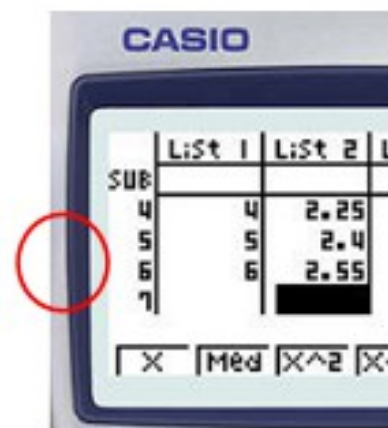 CASIO
List 1 List 2 L
SUB
4 4 2.25
5 5 2.4
6 6 2.55
7
X Med X^2 X